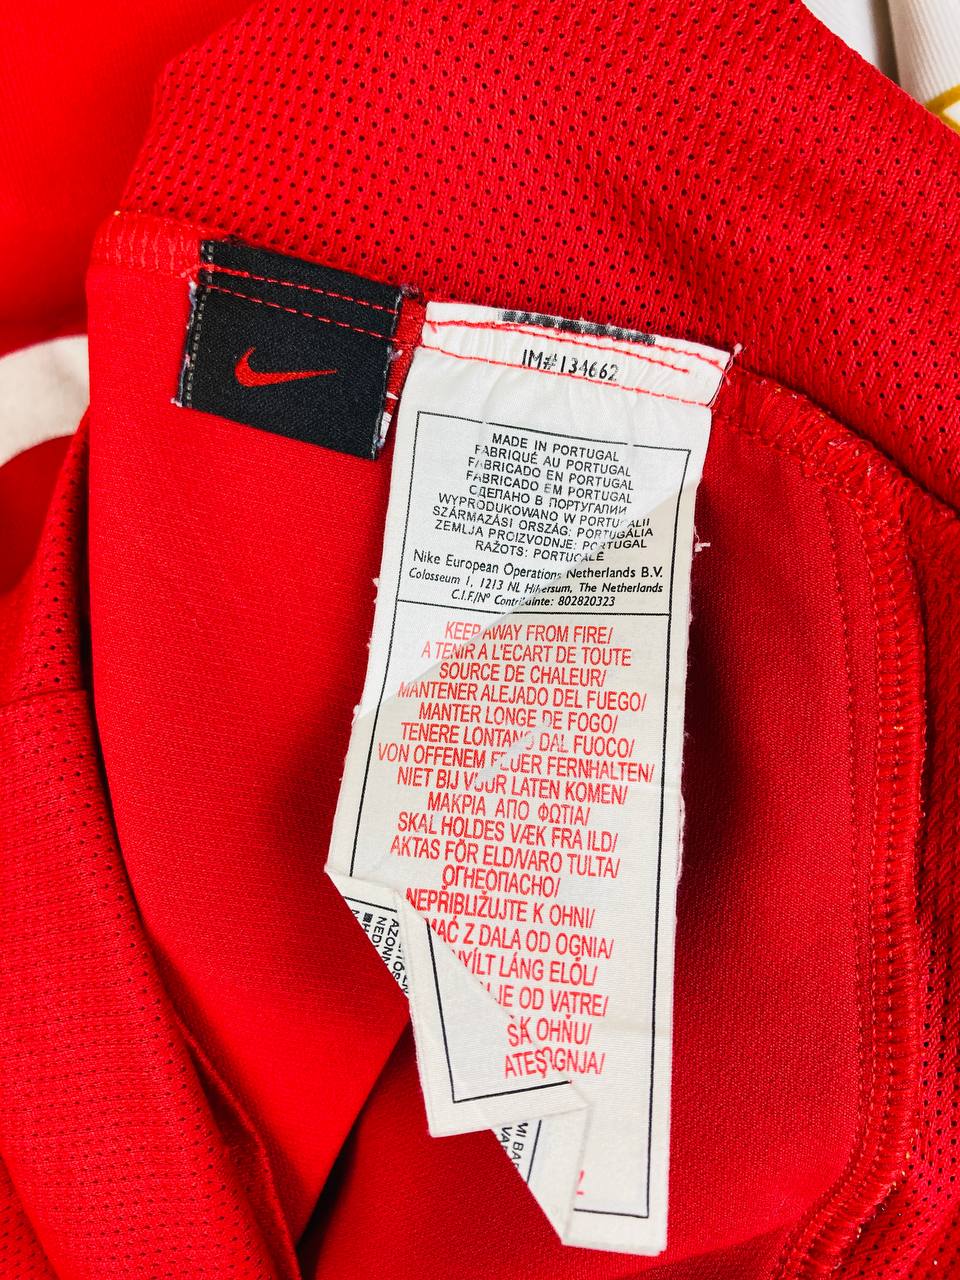 IM#134662
MADE IN PORTUGAL
FABRIQUÉ AU PORTUGAL
FABRICADO EN PORTUGAL
FABRICADO EM PORTUGAL
СДЕЛАНО В ПОРТУГАЛИИ
WYPRODUKOWANO W PORTUGALII
SZÁRMAZÁSI ORSZÁG: PORTUGÁLIA
ZEMLJA PROIZVODNJE: PORTUGAL
RAŽOTS: PORTUGALE
Nike European Operations Netherlands B.V.
Colosseum 1, 1213 NL Hilversum, The Netherlands
C.I.F./Nº Contribuinte: 802820323
KEEP AWAY FROM FIRE/
A TENIR A L'ECART DE TOUTE
SOURCE DE CHALEUR/
MANTENER ALEJADO DEL FUEGO/
MANTER LONGE DE FOGO/
TENERE LONTANO DAL FUOCO/
VON OFFENEM FEUER FERNHALTEN/
NIET BIJ VUUR LATEN KOMEN/
ΜΑΚΡΙΑ ΑΠΟ ΦΩΤΙΑ/
SKAL HOLDES VÆK FRA ILD/
AKTAS FÖR ELD/VARO TULTA/
ОГНЕОПАСНО/
NEPŘIBLIŽUJTE K OHNI/
Z DALA OD OGNIA/
LÁNG ELŐL/
OD VATRE/
K OHŇU/